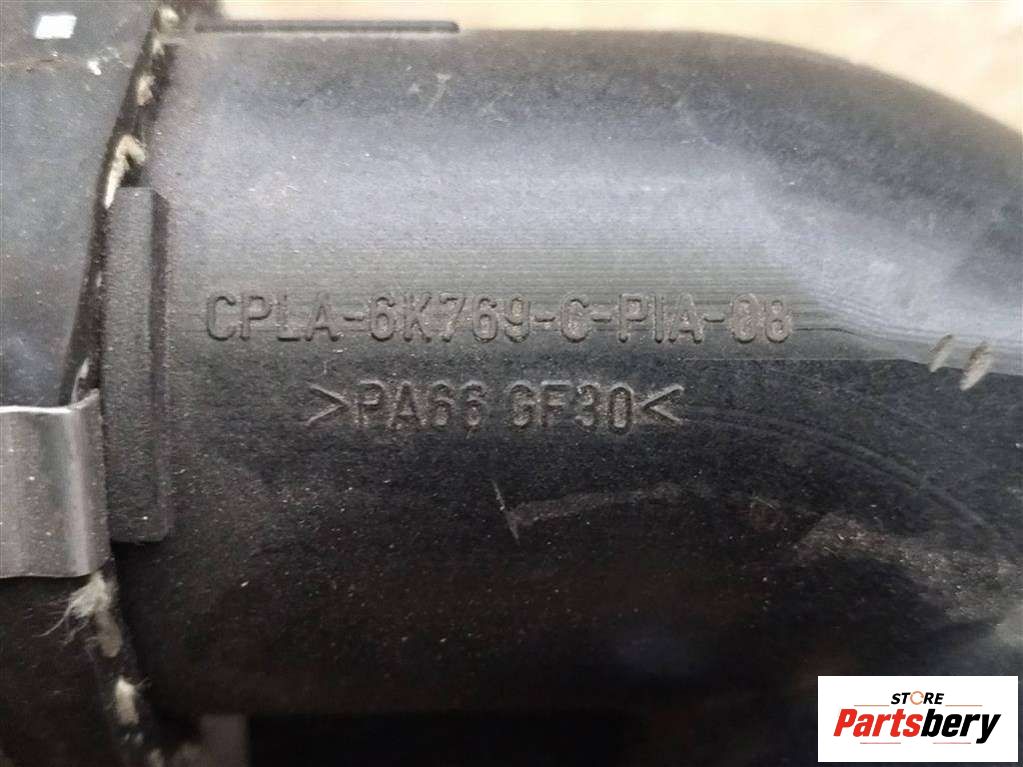 CPLA-6K769-C-PIA-08
>PA66 GF30<
STORE
Partsbery